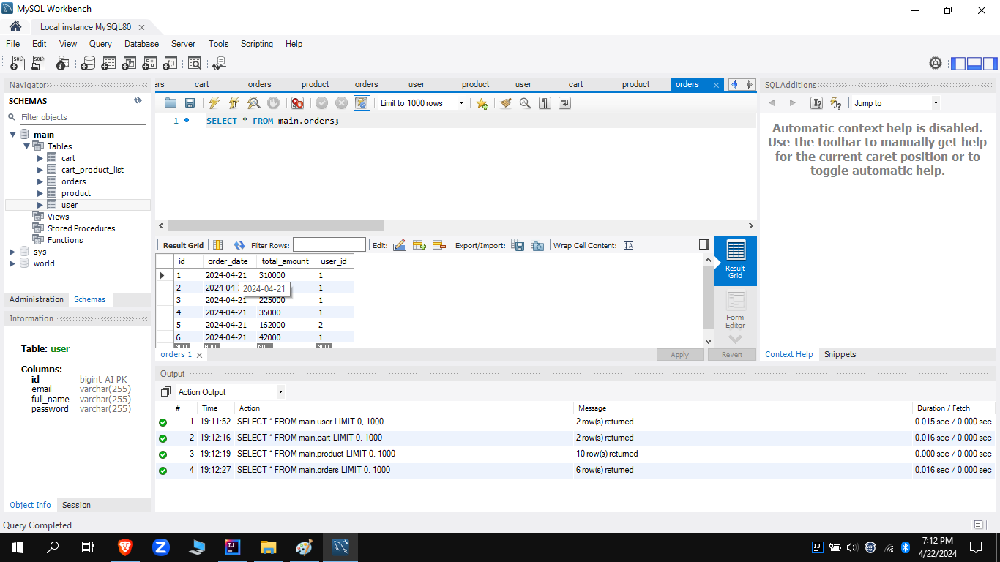 MySQL Workbench
Local instance MySQL80
File Edit View Query Database Server Tools Scripting Help
Navigator
SCHEMAS
Filter objects
main
Tables
cart
cart_product_list
orders
product
user
Views
Stored Procedures
Functions
sys
world
Administration Schemas
Information
Table: user
Columns:
id bigint AI PK
email varchar(255)
full_name varchar(255)
password varchar(255)
Object Info Session
ers cart orders product orders user product user cart product orders
Limit to 1000 rows
1 SELECT * FROM main.orders;
Result Grid Filter Rows: Edit: Export/Import: Wrap Cell Content:
id order_date total_amount user_id
1 2024-04-21 310000 1
2 2024-04- 1
2024-04-21
3 2024-04-21 225000 1
4 2024-04-21 35000 1
5 2024-04-21 162000 2
6 2024-04-21 42000 1
NULL NULL NULL NULL
Result Grid
Form Editor
orders 1 Apply Revert
SQLAdditions
Jump to
Automatic context help is disabled.
Use the toolbar to manually get help
for the current caret position or to
toggle automatic help.
Context Help Snippets
Output
Action Output
# Time Action Message Duration / Fetch
1 19:11:52 SELECT * FROM main.user LIMIT 0, 1000 2 row(s) returned 0.015 sec / 0.000 sec
2 19:12:16 SELECT * FROM main.cart LIMIT 0, 1000 2 row(s) returned 0.016 sec / 0.000 sec
3 19:12:19 SELECT * FROM main.product LIMIT 0, 1000 10 row(s) returned 0.000 sec / 0.000 sec
4 19:12:27 SELECT * FROM main.orders LIMIT 0, 1000 6 row(s) returned 0.016 sec / 0.000 sec
Query Completed
7:12 PM
4/22/2024